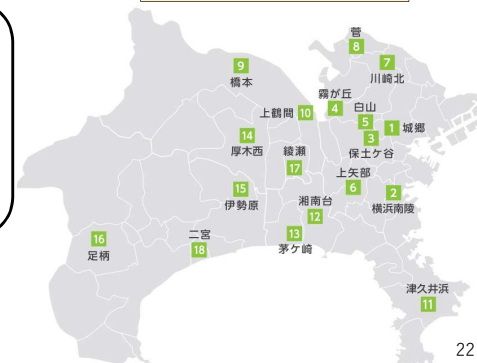 菅
8
7
川崎北
9
橋本
霧が丘
4
白山
5
上鶴間
10
1
城郷
3
保土ケ谷
14
厚木西
綾瀬
17
上矢部
6
2
横浜南陵
15
伊勢原
湘南台
12
13
茅ケ崎
16
足柄
二宮
18
津久井浜
11
22